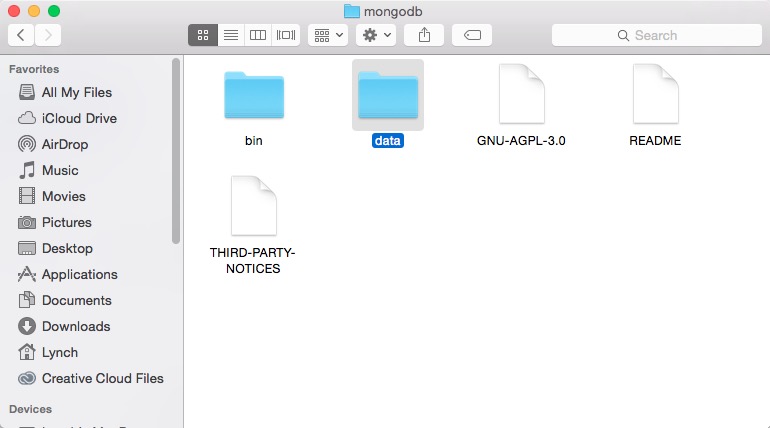 mongodb
Search
Favorites
All My Files
iCloud Drive
AirDrop
Music
Movies
Pictures
Desktop
Applications
Documents
Downloads
Lynch
Creative Cloud Files
Devices
bin
data
GNU-AGPL-3.0
README
THIRD-PARTY-
NOTICES